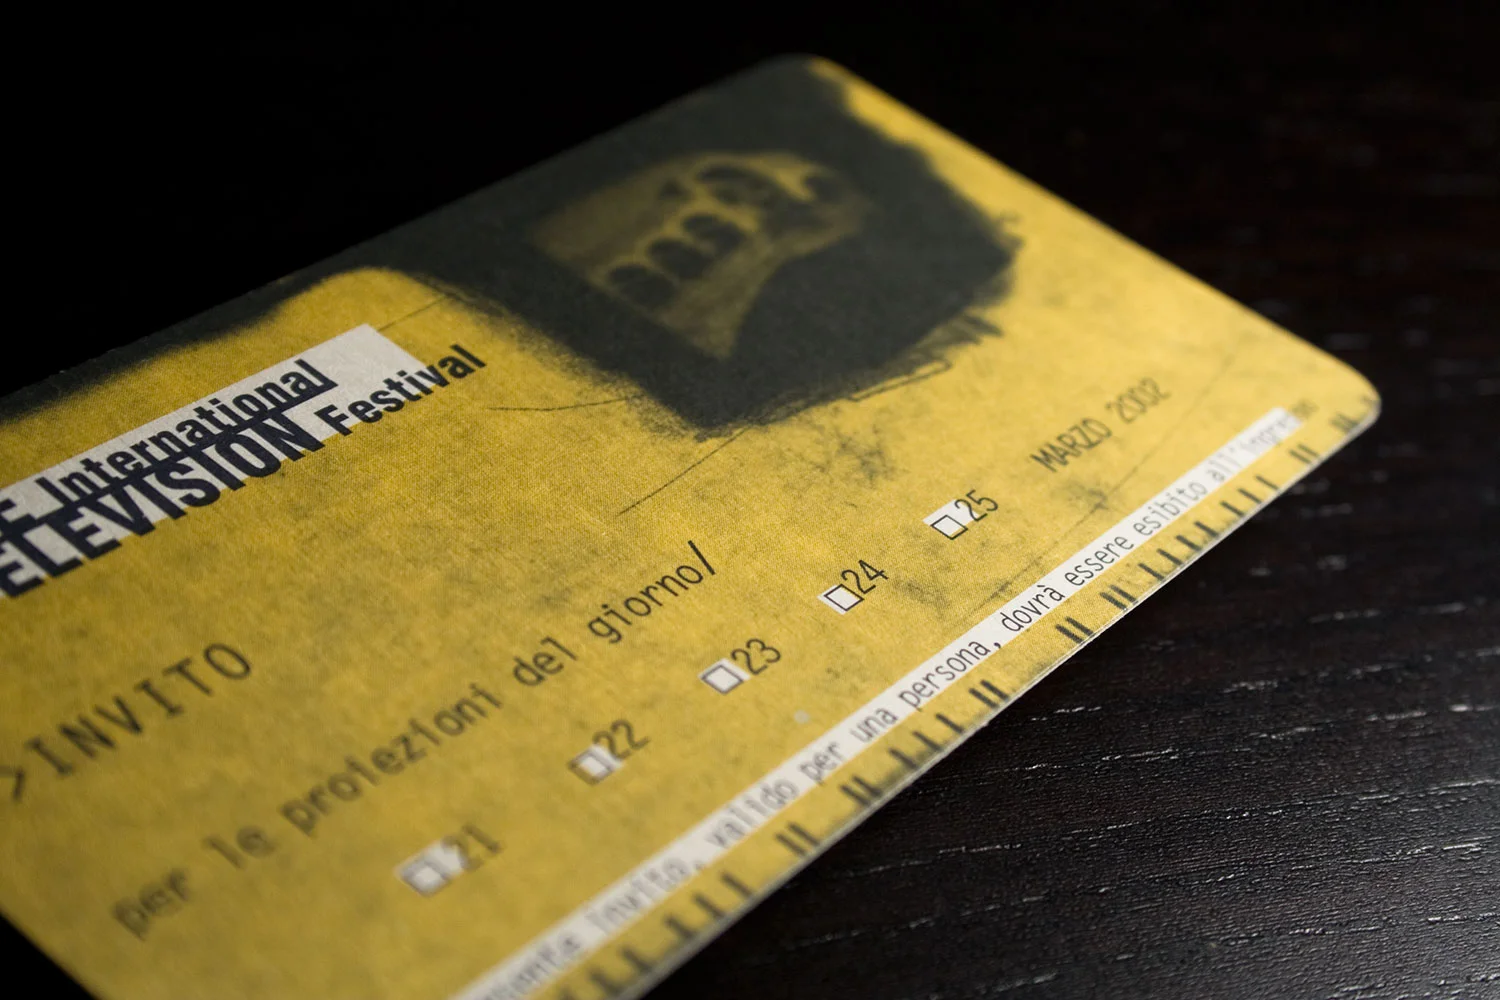 International
ELEVISION Festival
>INVITO
per le proiezioni del giorno/
21 22 23 24 25 MARZO 2002
invito, valido per una persona, dovrà essere esibito all'